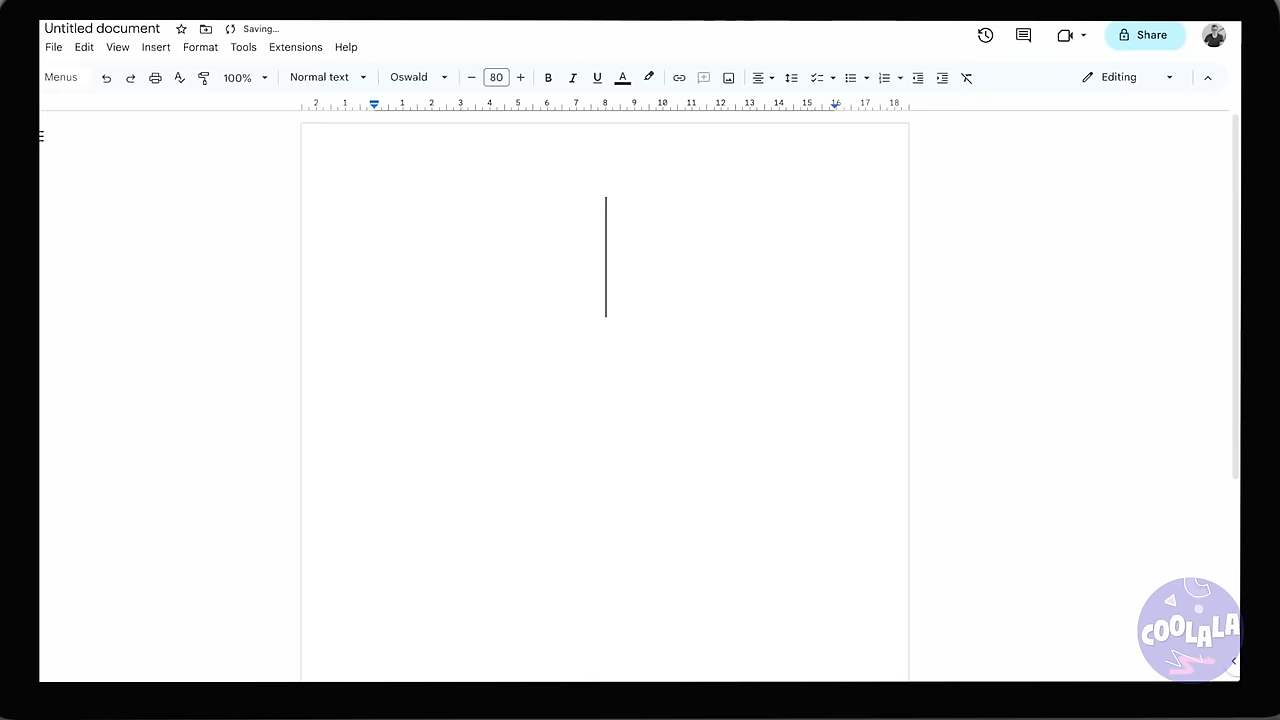 Untitled document Saving...
File Edit View Insert Format Tools Extensions Help Share
Menus 100% Normal text Oswald 80 B I U A Editing
2 1 1 2 3 4 5 6 7 8 9 10 11 12 13 14 15 16 17 18
COOLALA